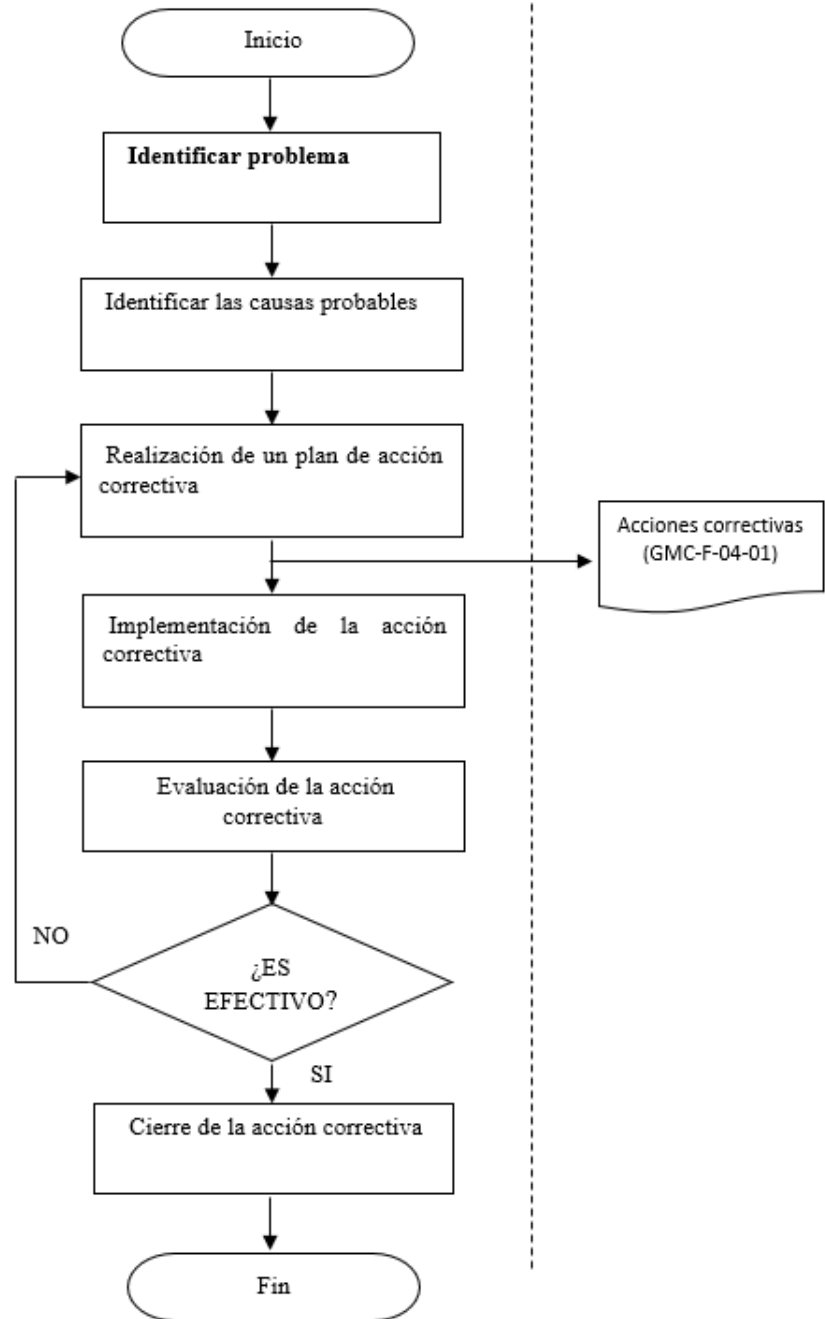 Inicio
Identificar problema
Identificar las causas probables
Realización de un plan de acción
correctiva
Acciones correctivas
(GMC-F-04-01)
Implementación de la acción
correctiva
Evaluación de la acción
correctiva
NO
¿ES
EFECTIVO?
SI
Cierre de la acción correctiva
Fin